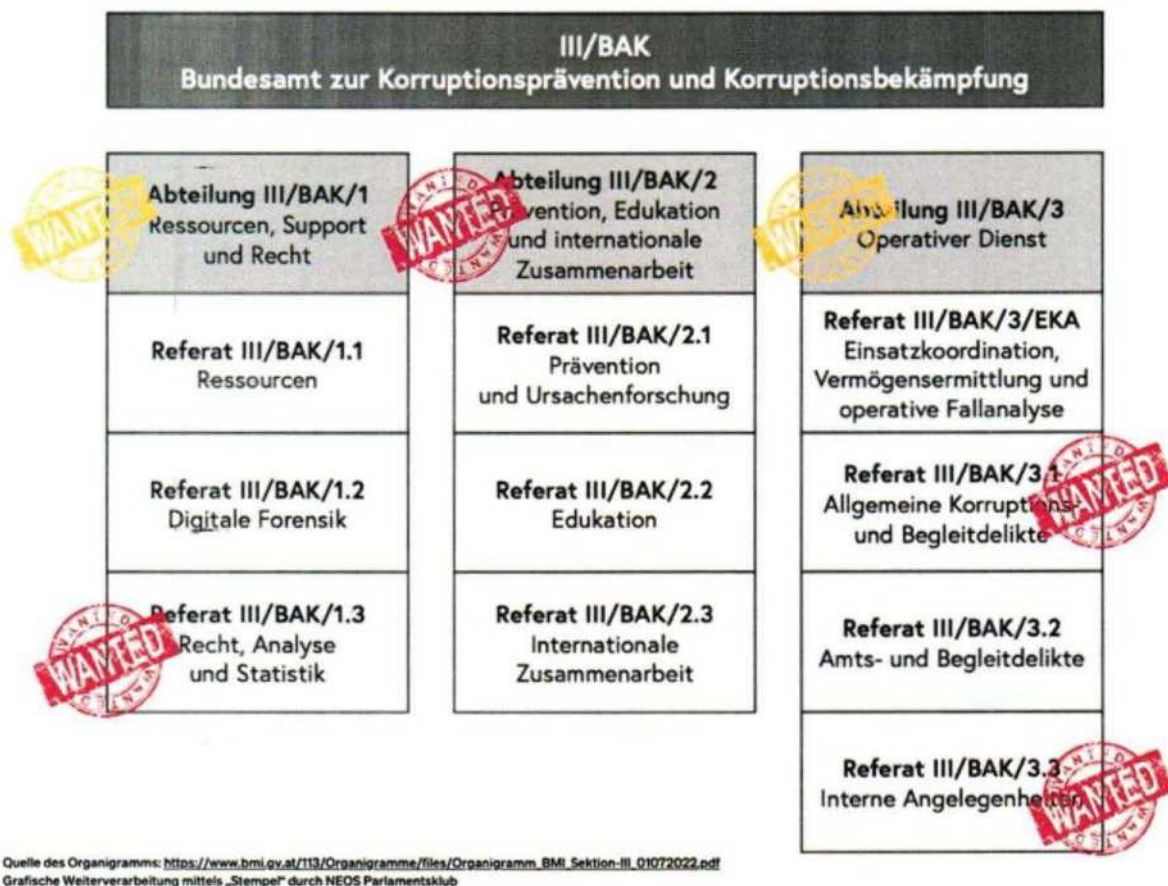 III/BAK
Bundesamt zur Korruptionsprävention und Korruptionsbekämpfung
Abteilung III/BAK/1
Ressourcen, Support
und Recht
WANTED
Referat III/BAK/1.1
Ressourcen
Referat III/BAK/1.2
Digitale Forensik
Referat III/BAK/1.3
Recht, Analyse
und Statistik
WANTED
Abteilung III/BAK/2
Prävention, Edukation
und internationale
Zusammenarbeit
WANTED
Referat III/BAK/2.1
Prävention
und Ursachenforschung
Referat III/BAK/2.2
Edukation
Referat III/BAK/2.3
Internationale
Zusammenarbeit
Abteilung III/BAK/3
Operativer Dienst
WANTED
Referat III/BAK/3/EKA
Einsatzkoordination,
Vermögensermittlung und
operative Fallanalyse
Referat III/BAK/3.1
Allgemeine Korruptions-
und Begleitdelikte
WANTED
Referat III/BAK/3.2
Amts- und Begleitdelikte
Referat III/BAK/3.3
Interne Angelegenheiten
WANTED
Quelle des Organigramms: https://www.bmi.gv.at/113/Organigramme/files/Organigramm_BMI_Sektion-III_01072022.pdf
Grafische Weiterverarbeitung mittels „Stempel" durch NEOS Parlamentsklub